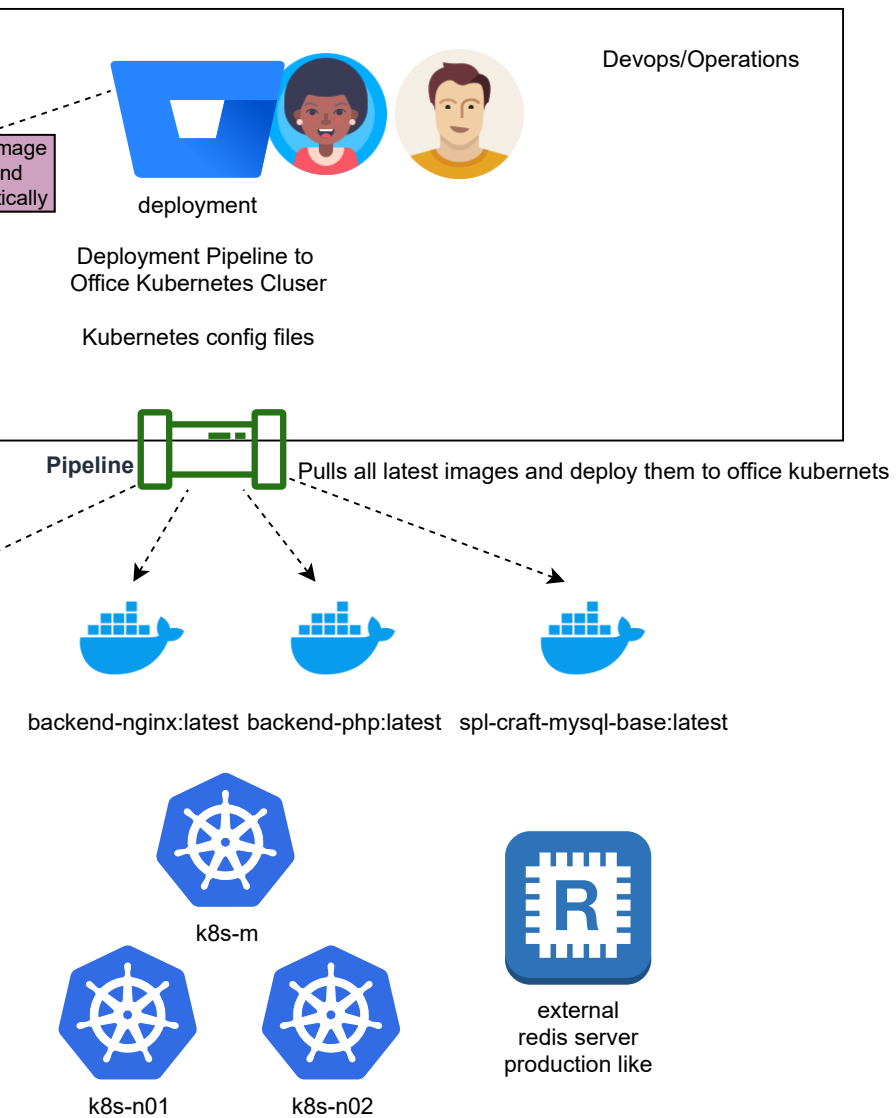 Devops/Operations
mage
nd
tically
deployment
Deployment Pipeline to
Office Kubernetes Cluser
Kubernetes config files
Pipeline
Pulls all latest images and deploy them to office kubernets
backend-nginx:latest
backend-php:latest
spl-craft-mysql-base:latest
k8s-m
R
external
redis server
production like
k8s-n01
k8s-n02